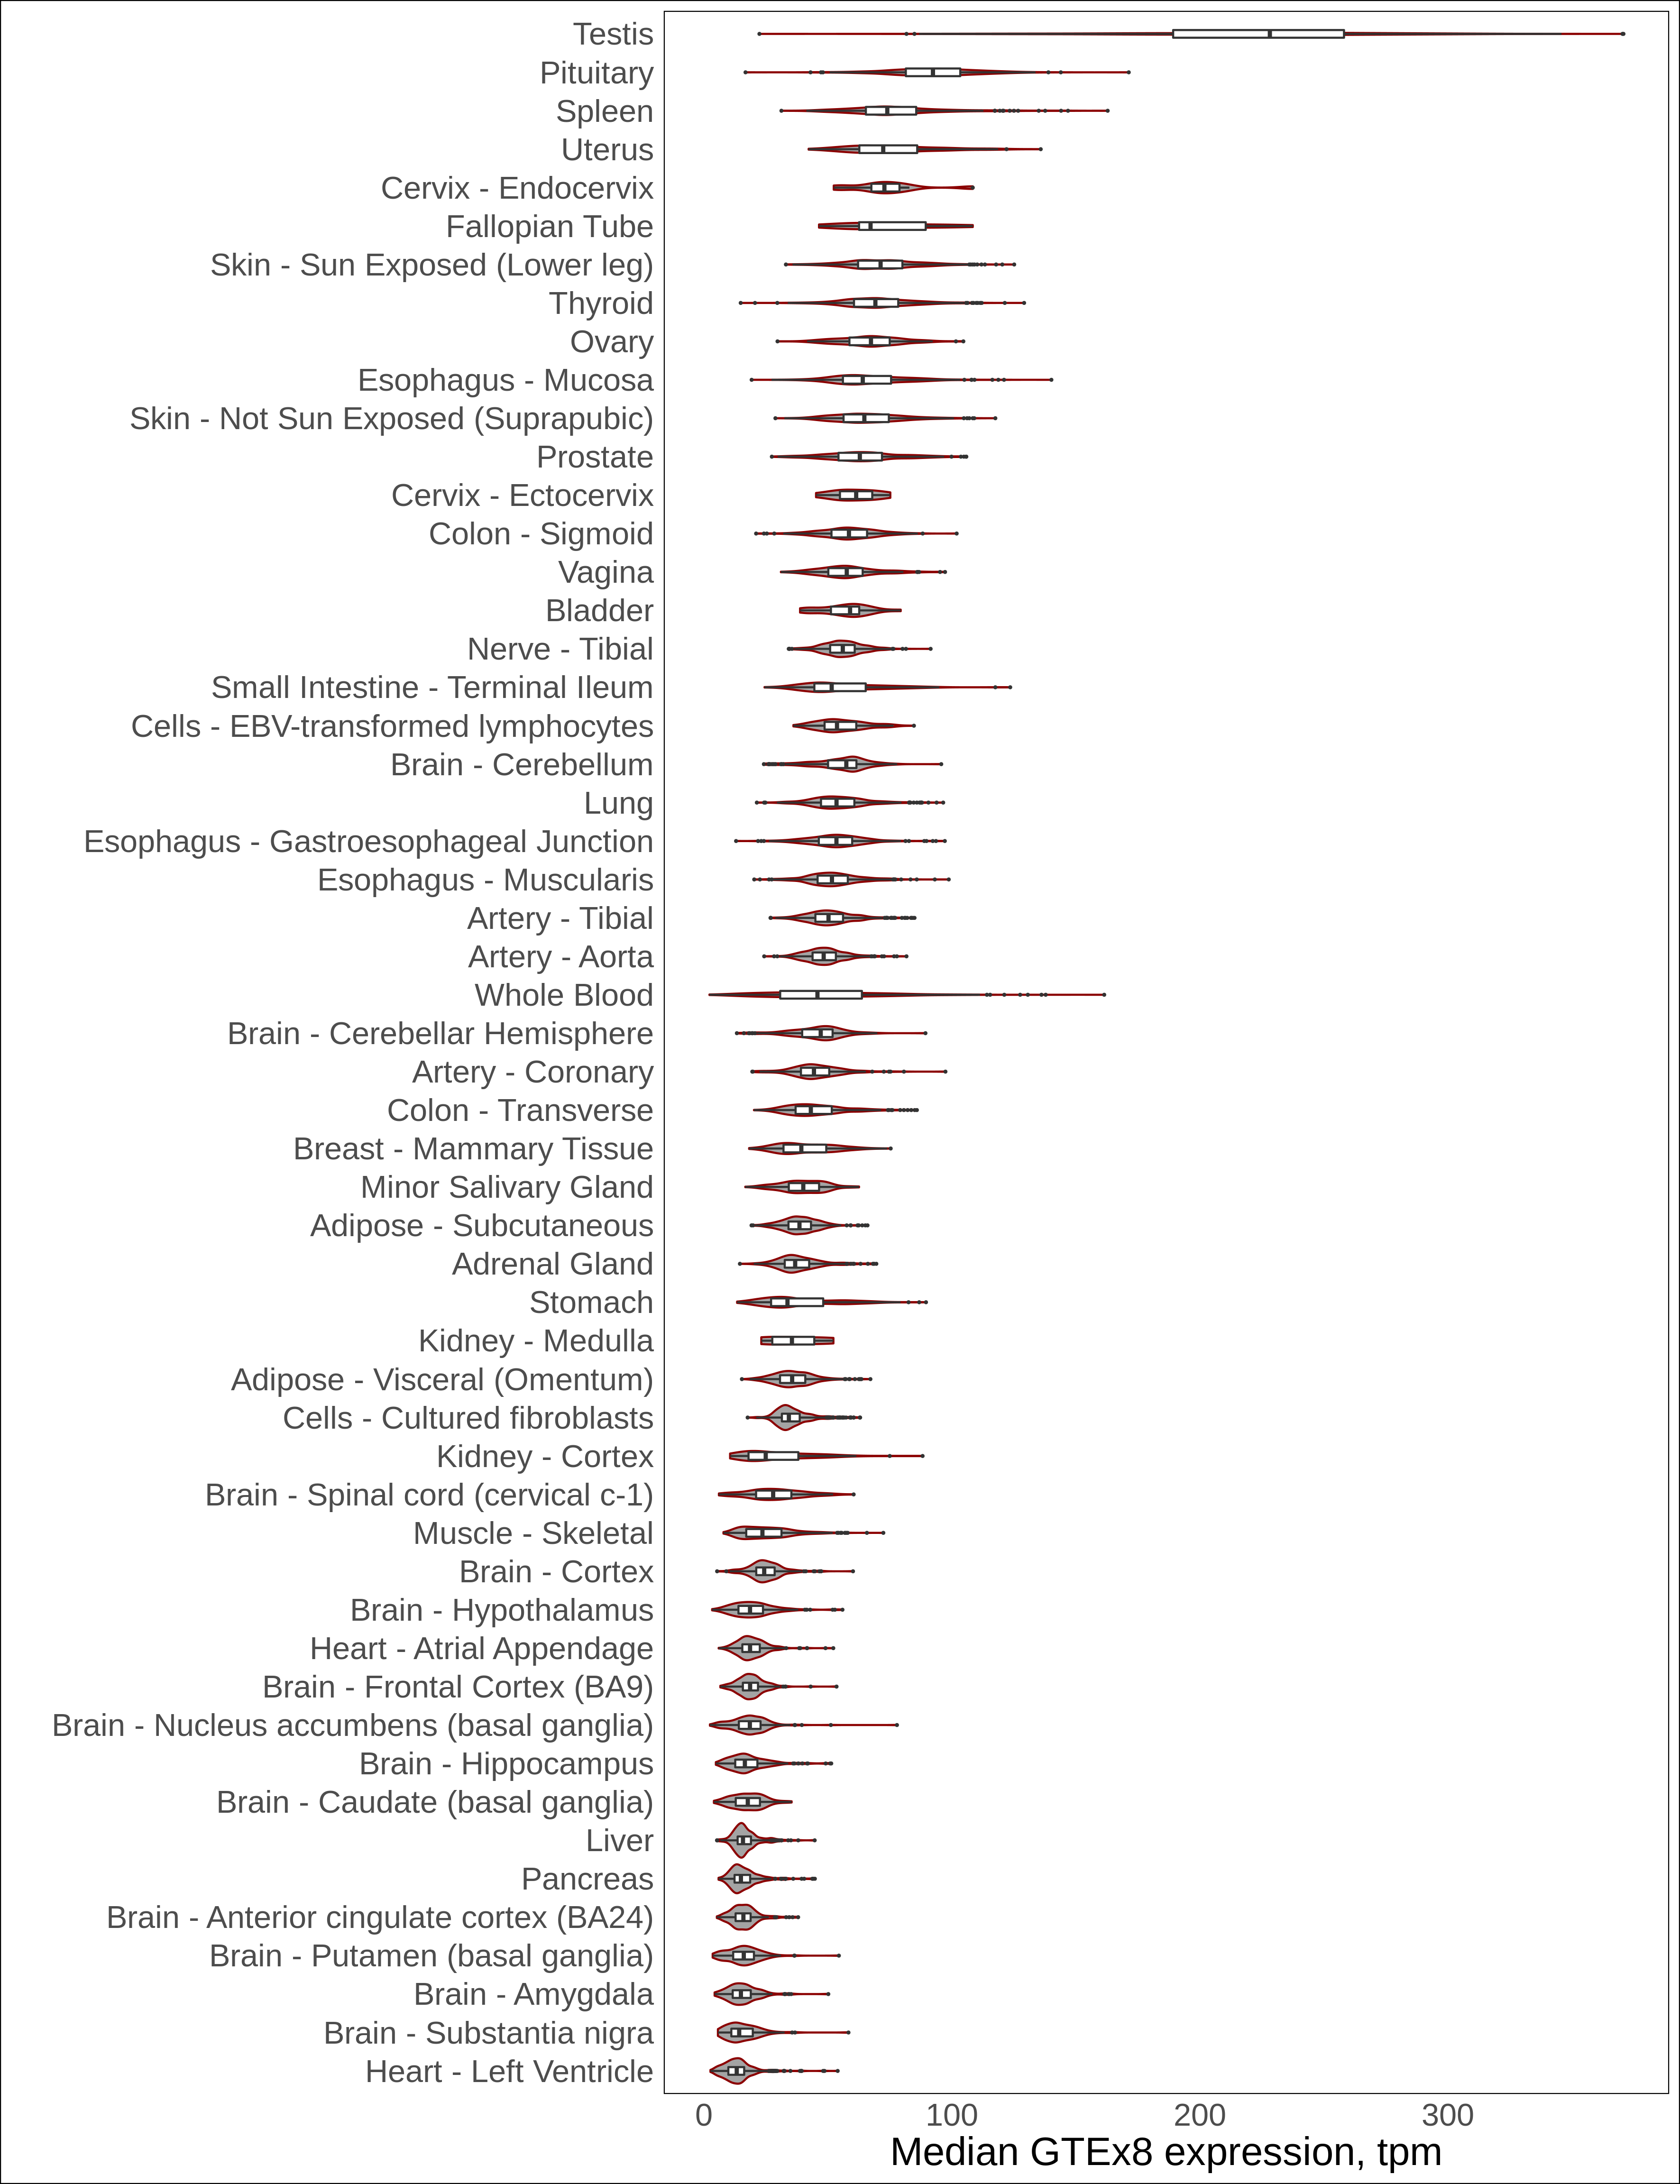 Testis
Pituitary
Spleen
Uterus
Cervix - Endocervix
Fallopian Tube
Skin - Sun Exposed (Lower leg)
Thyroid
Ovary
Esophagus - Mucosa
Skin - Not Sun Exposed (Suprapubic)
Prostate
Cervix - Ectocervix
Colon - Sigmoid
Vagina
Bladder
Nerve - Tibial
Small Intestine - Terminal Ileum
Cells - EBV-transformed lymphocytes
Brain - Cerebellum
Lung
Esophagus - Gastroesophageal Junction
Esophagus - Muscularis
Artery - Tibial
Artery - Aorta
Whole Blood
Brain - Cerebellar Hemisphere
Artery - Coronary
Colon - Transverse
Breast - Mammary Tissue
Minor Salivary Gland
Adipose - Subcutaneous
Adrenal Gland
Stomach
Kidney - Medulla
Adipose - Visceral (Omentum)
Cells - Cultured fibroblasts
Kidney - Cortex
Brain - Spinal cord (cervical c-1)
Muscle - Skeletal
Brain - Cortex
Brain - Hypothalamus
Heart - Atrial Appendage
Brain - Frontal Cortex (BA9)
Brain - Nucleus accumbens (basal ganglia)
Brain - Hippocampus
Brain - Caudate (basal ganglia)
Liver
Pancreas
Brain - Anterior cingulate cortex (BA24)
Brain - Putamen (basal ganglia)
Brain - Amygdala
Brain - Substantia nigra
Heart - Left Ventricle
0 100 200 300
Median GTEx8 expression, tpm